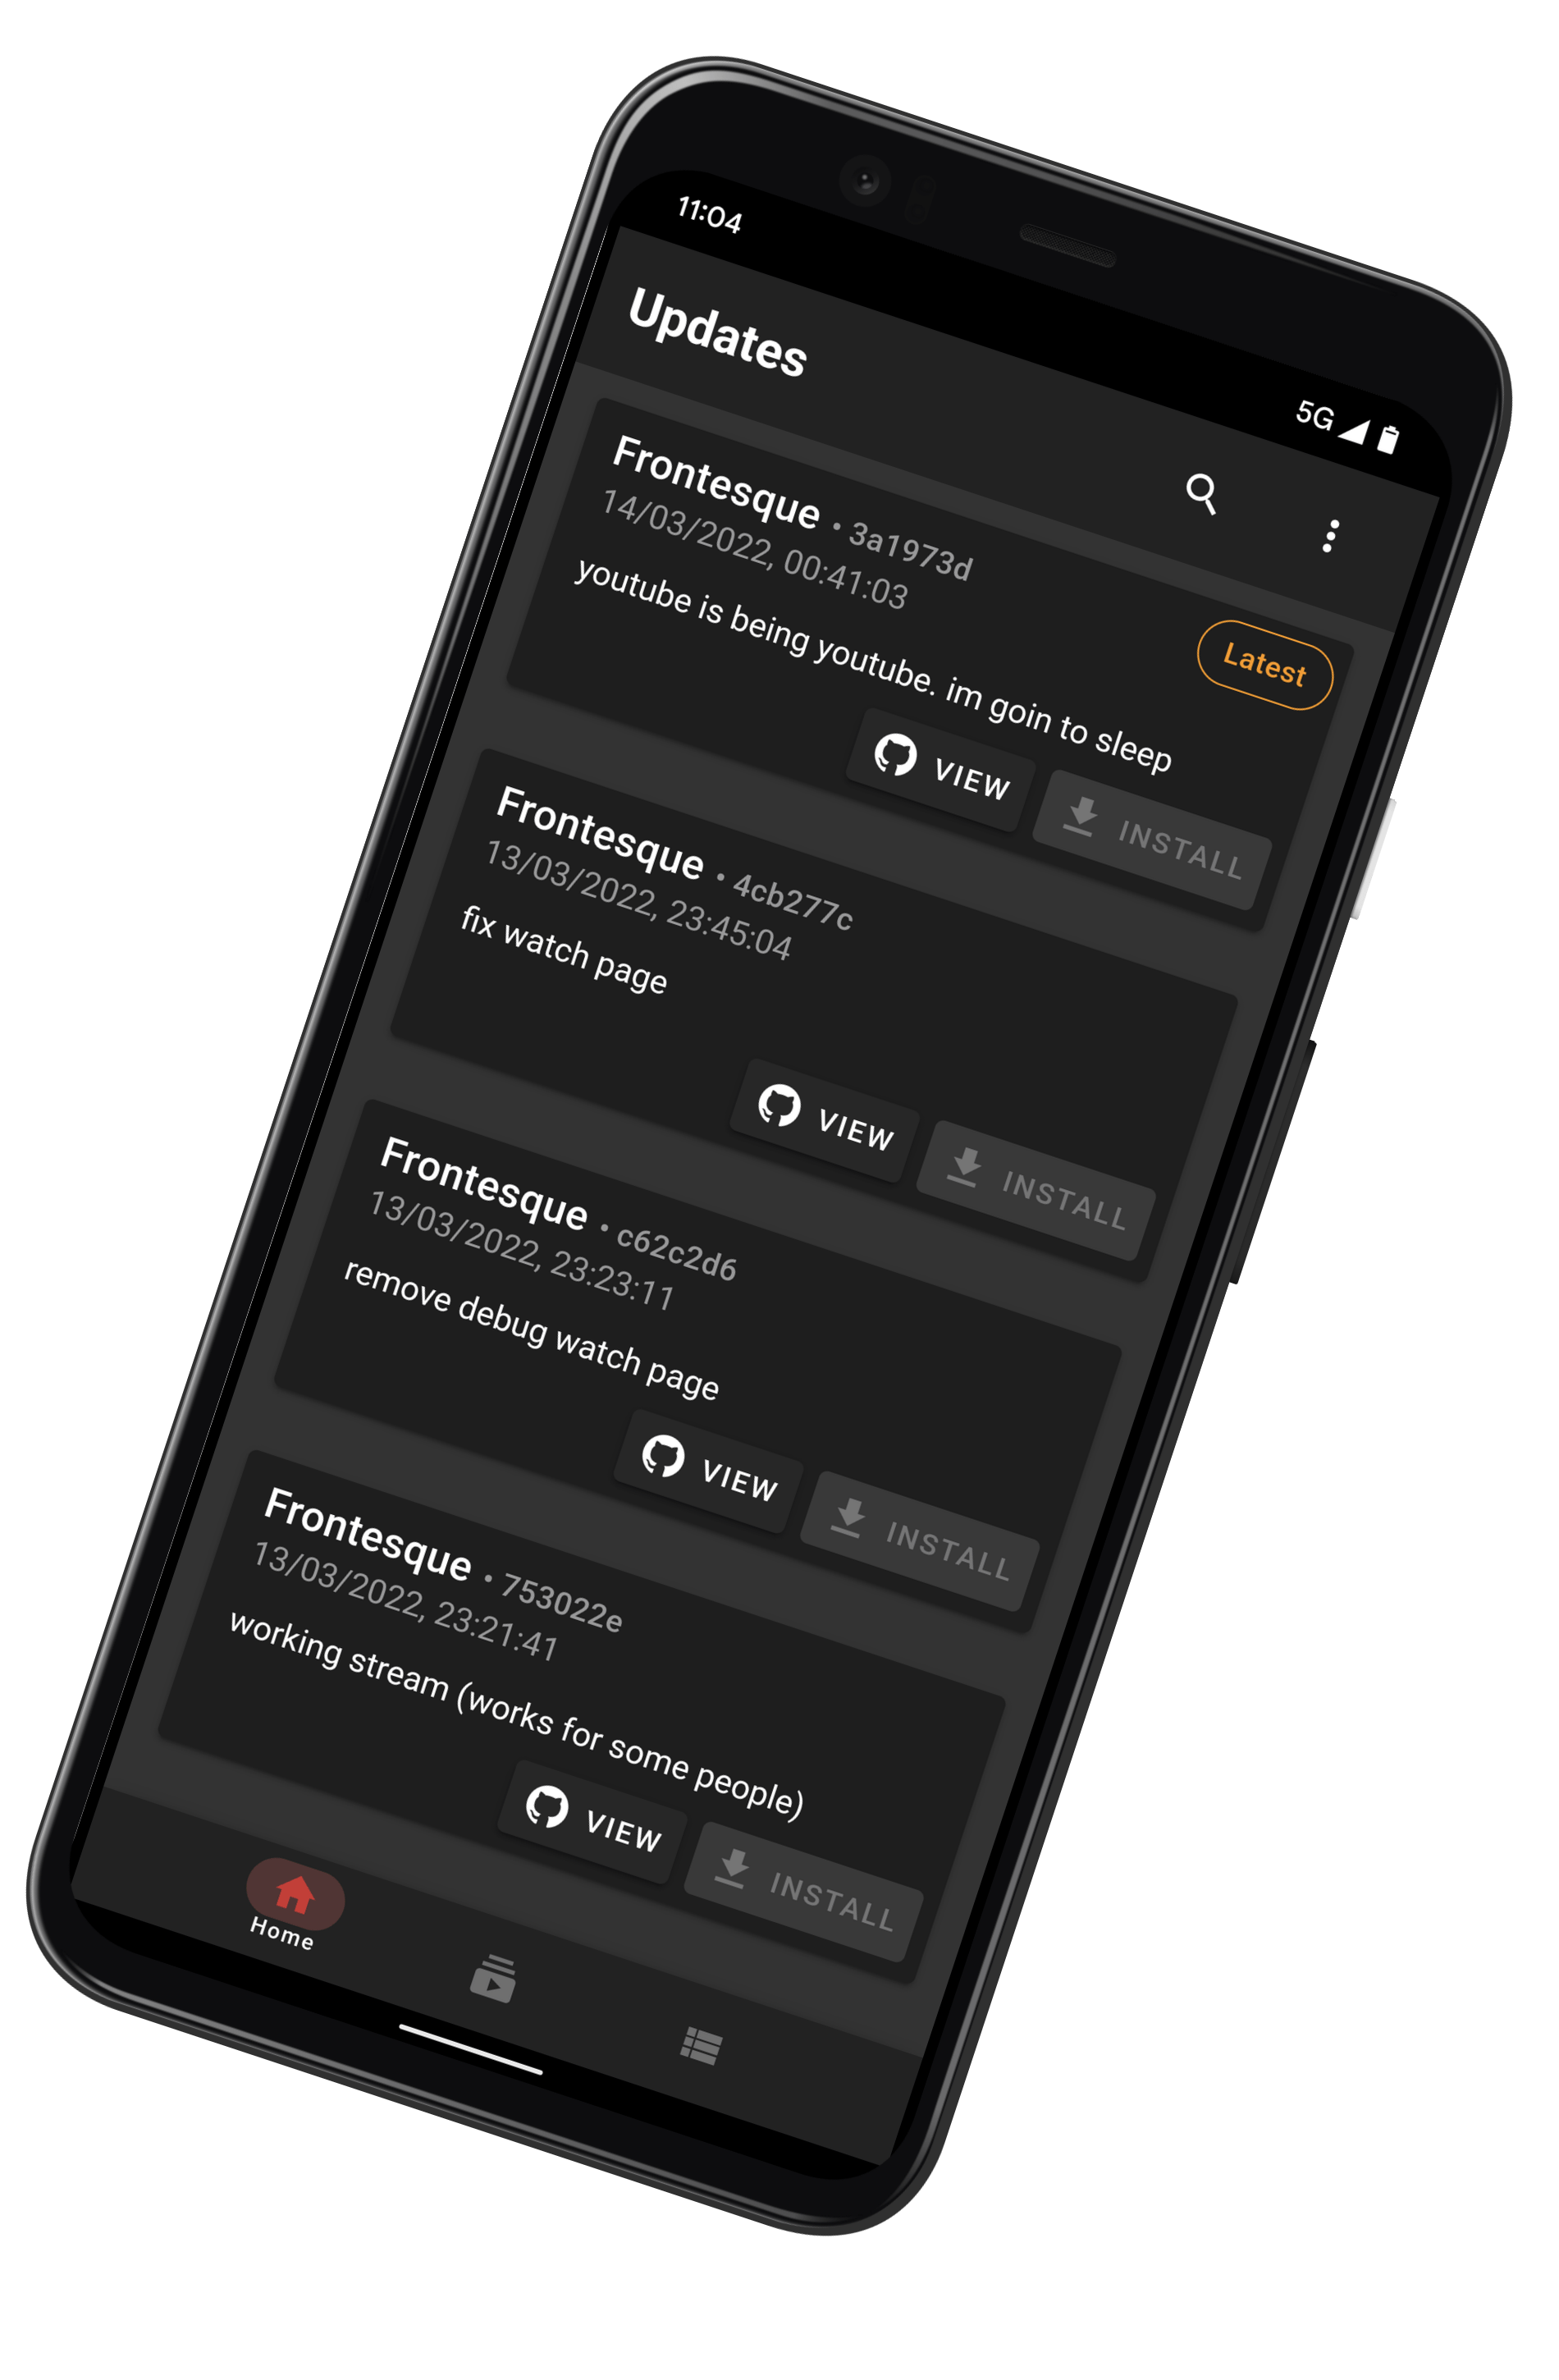 11:04
5G
Updates
Frontesque • 3a1973d
14/03/2022, 00:41:03
Latest
youtube is being youtube. im goin to sleep
VIEW
INSTALL
Frontesque • 4cb277c
13/03/2022, 23:45:04
fix watch page
VIEW
INSTALL
Frontesque • c62c2d6
13/03/2022, 23:23:11
remove debug watch page
VIEW
INSTALL
Frontesque • 753022e
13/03/2022, 23:21:41
working stream (works for some people)
VIEW
INSTALL
Home